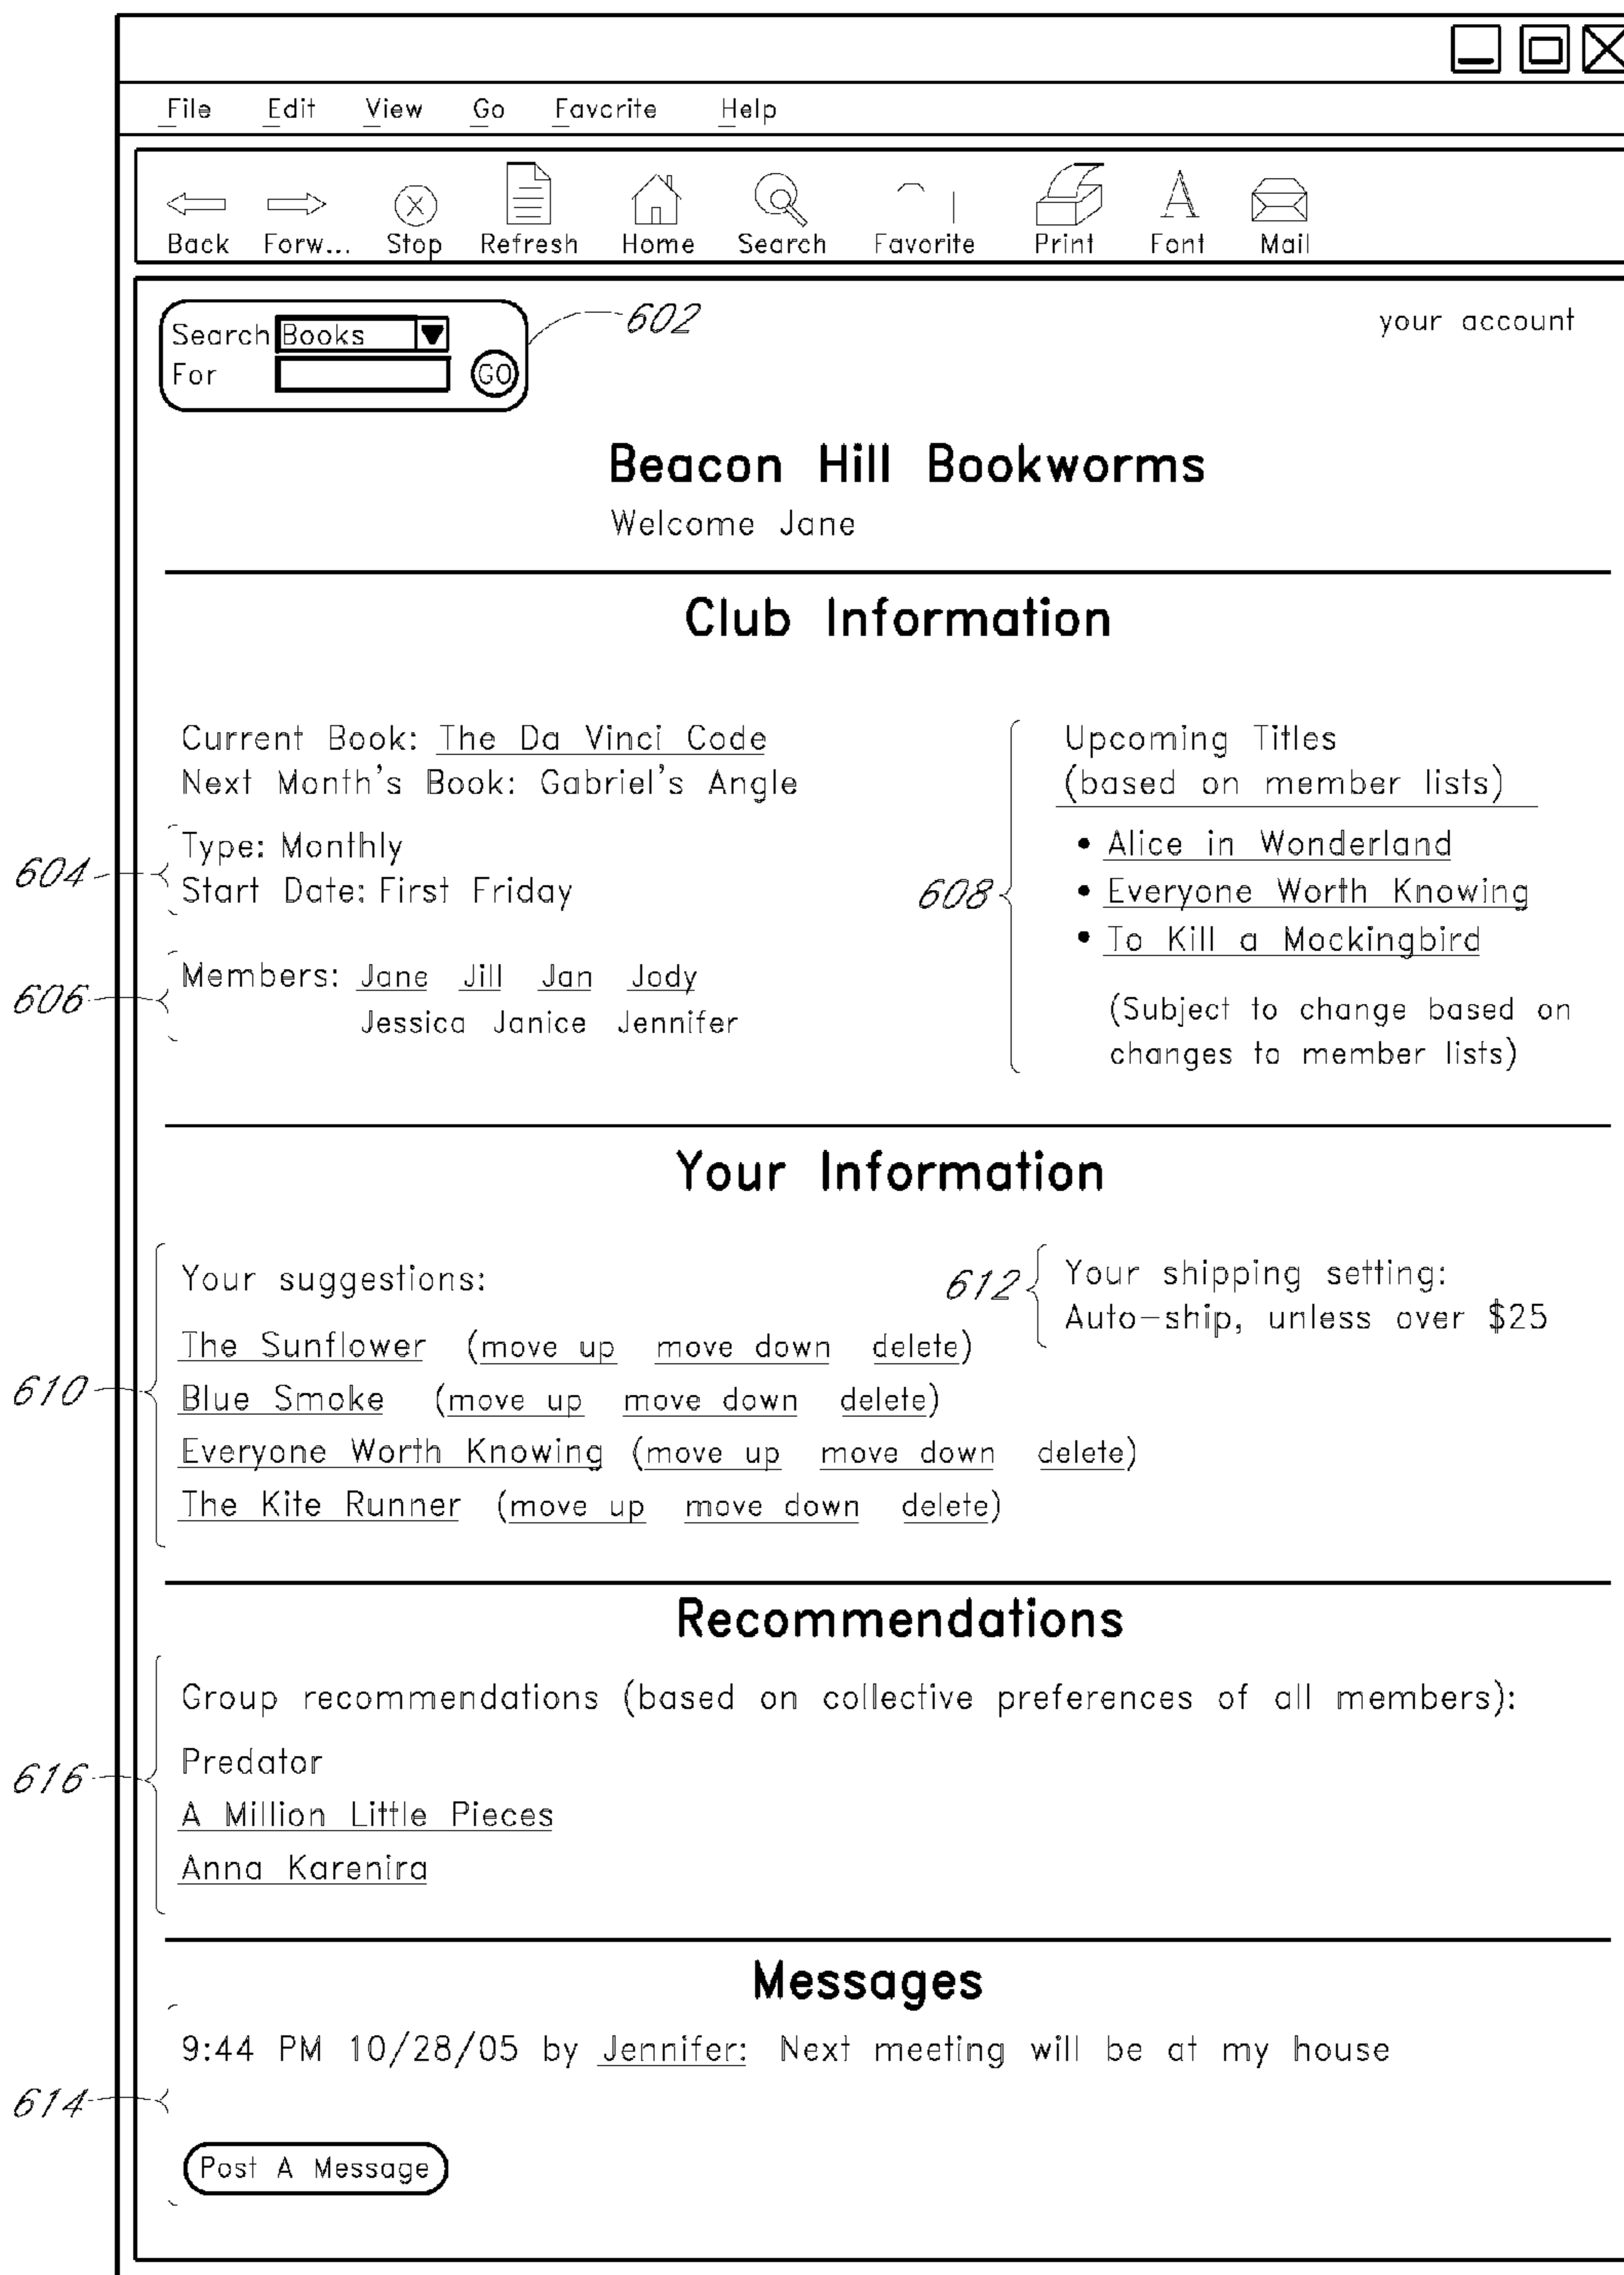 File Edit View Go Favorite Help
Back Forw... Stop Refresh Home Search Favorite Print Font Mail
Search Books
For GO
602
your account
Beacon Hill Bookworms
Welcome Jane
Club Information
Current Book: The Da Vinci Code
Next Month's Book: Gabriel's Angle
604
Type: Monthly
Start Date: First Friday
606
Members: Jane Jill Jan Jody
Jessica Janice Jennifer
608
Upcoming Titles
(based on member lists)
• Alice in Wonderland
• Everyone Worth Knowing
• To Kill a Mockingbird
(Subject to change based on
changes to member lists)
Your Information
610
Your suggestions:
The Sunflower (move up move down delete)
Blue Smoke (move up move down delete)
Everyone Worth Knowing (move up move down delete)
The Kite Runner (move up move down delete)
612
Your shipping setting:
Auto-ship, unless over $25
Recommendations
616
Group recommendations (based on collective preferences of all members):
Predator
A Million Little Pieces
Anna Karenira
Messages
614
9:44 PM 10/28/05 by Jennifer: Next meeting will be at my house
Post A Message